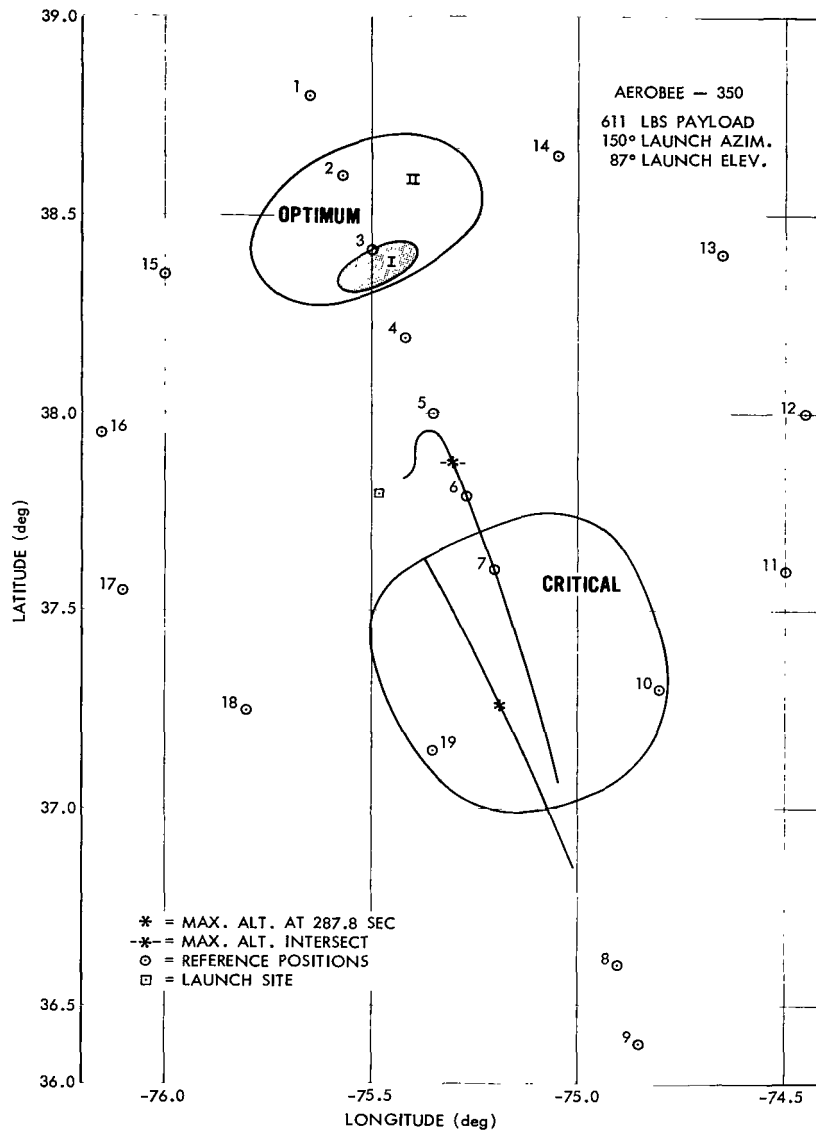 39.0
1
AEROBEE — 350
611 LBS PAYLOAD
150° LAUNCH AZIM.
87° LAUNCH ELEV.
14
2
II
38.5
OPTIMUM
3
I
13
15
4
38.0
5
12
16
6
7
CRITICAL
11
17
37.5
LATITUDE (deg)
10
18
19
37.0
* = MAX. ALT. AT 287.8 SEC
-*- = MAX. ALT. INTERSECT
⊙ = REFERENCE POSITIONS
⊡ = LAUNCH SITE
8
36.5
9
36.0
-76.0 -75.5 -75.0 -74.5
LONGITUDE (deg)